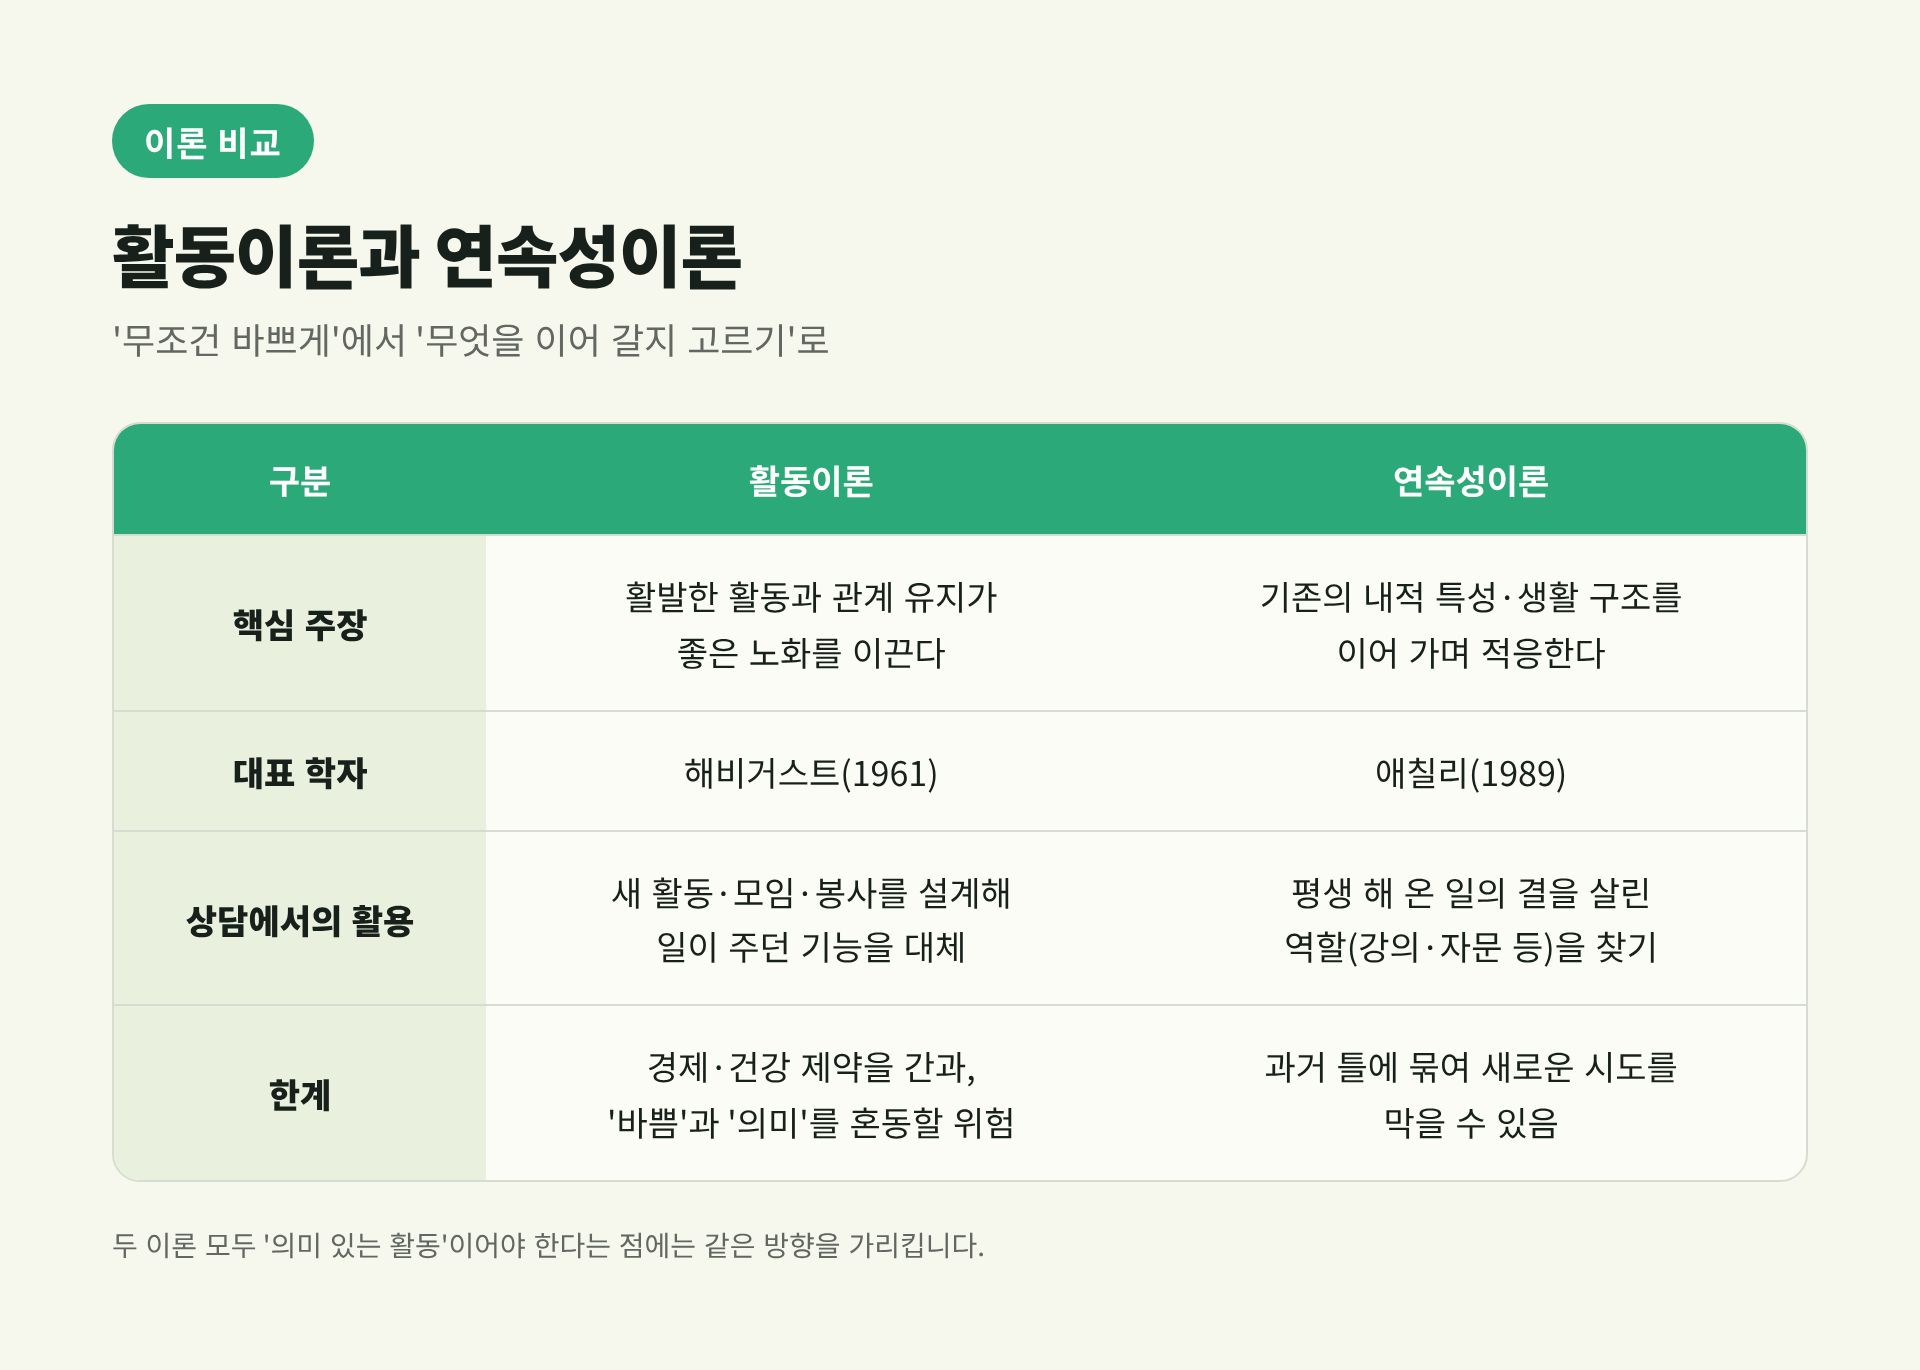 이론 비교
활동이론과 연속성이론
'무조건 바쁘게'에서 '무엇을 이어 갈지 고르기'로
구분 활동이론 연속성이론
핵심 주장
활발한 활동과 관계 유지가
좋은 노화를 이끈다
기존의 내적 특성·생활 구조를
이어 가며 적응한다
대표 학자 해비거스트(1961) 애칠리(1989)
상담에서의 활용
새 활동·모임·봉사를 설계해
일이 주던 기능을 대체
평생 해 온 일의 결을 살린
역할(강의·자문 등)을 찾기
한계
경제·건강 제약을 간과,
'바쁨'과 '의미'를 혼동할 위험
과거 틀에 묶여 새로운 시도를
막을 수 있음
두 이론 모두 '의미 있는 활동'이어야 한다는 점에는 같은 방향을 가리킵니다.